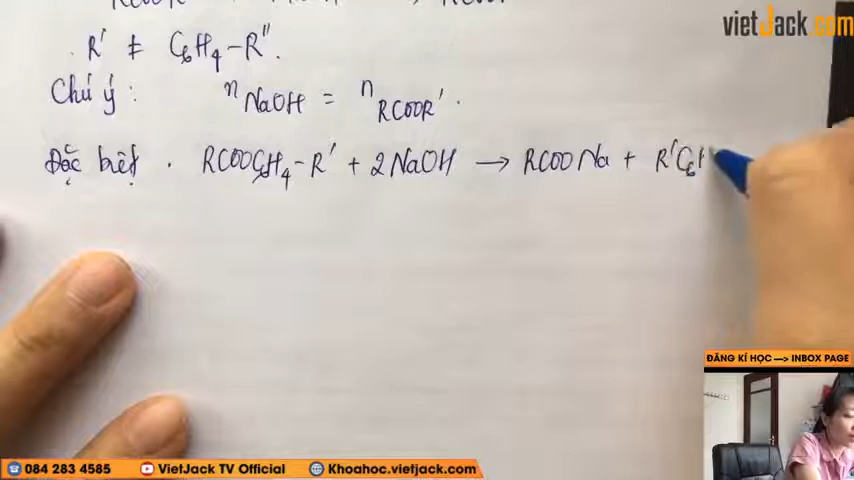 vietJack.com
R' ≠ C6H4-R''.
Chú ý: nNaOH = nRCOOR'.
Đặc biệt. RCOOC6H4-R' + 2NaOH → RCOONa + R'C6H
ĐĂNG KÍ HỌC —> INBOX PAGE
084 283 4585 VietJack TV Official Khoahoc.vietjack.com